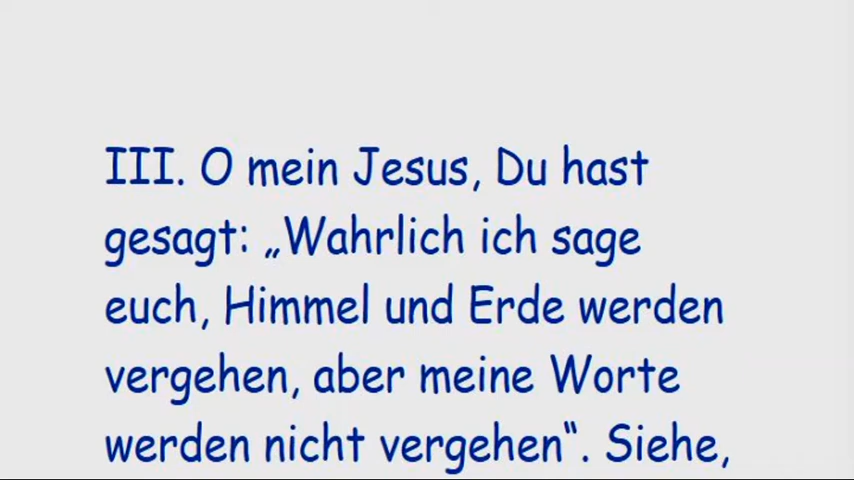 III. O mein Jesus, Du hast
gesagt: „Wahrlich ich sage
euch, Himmel und Erde werden
vergehen, aber meine Worte
werden nicht vergehen“. Siehe,